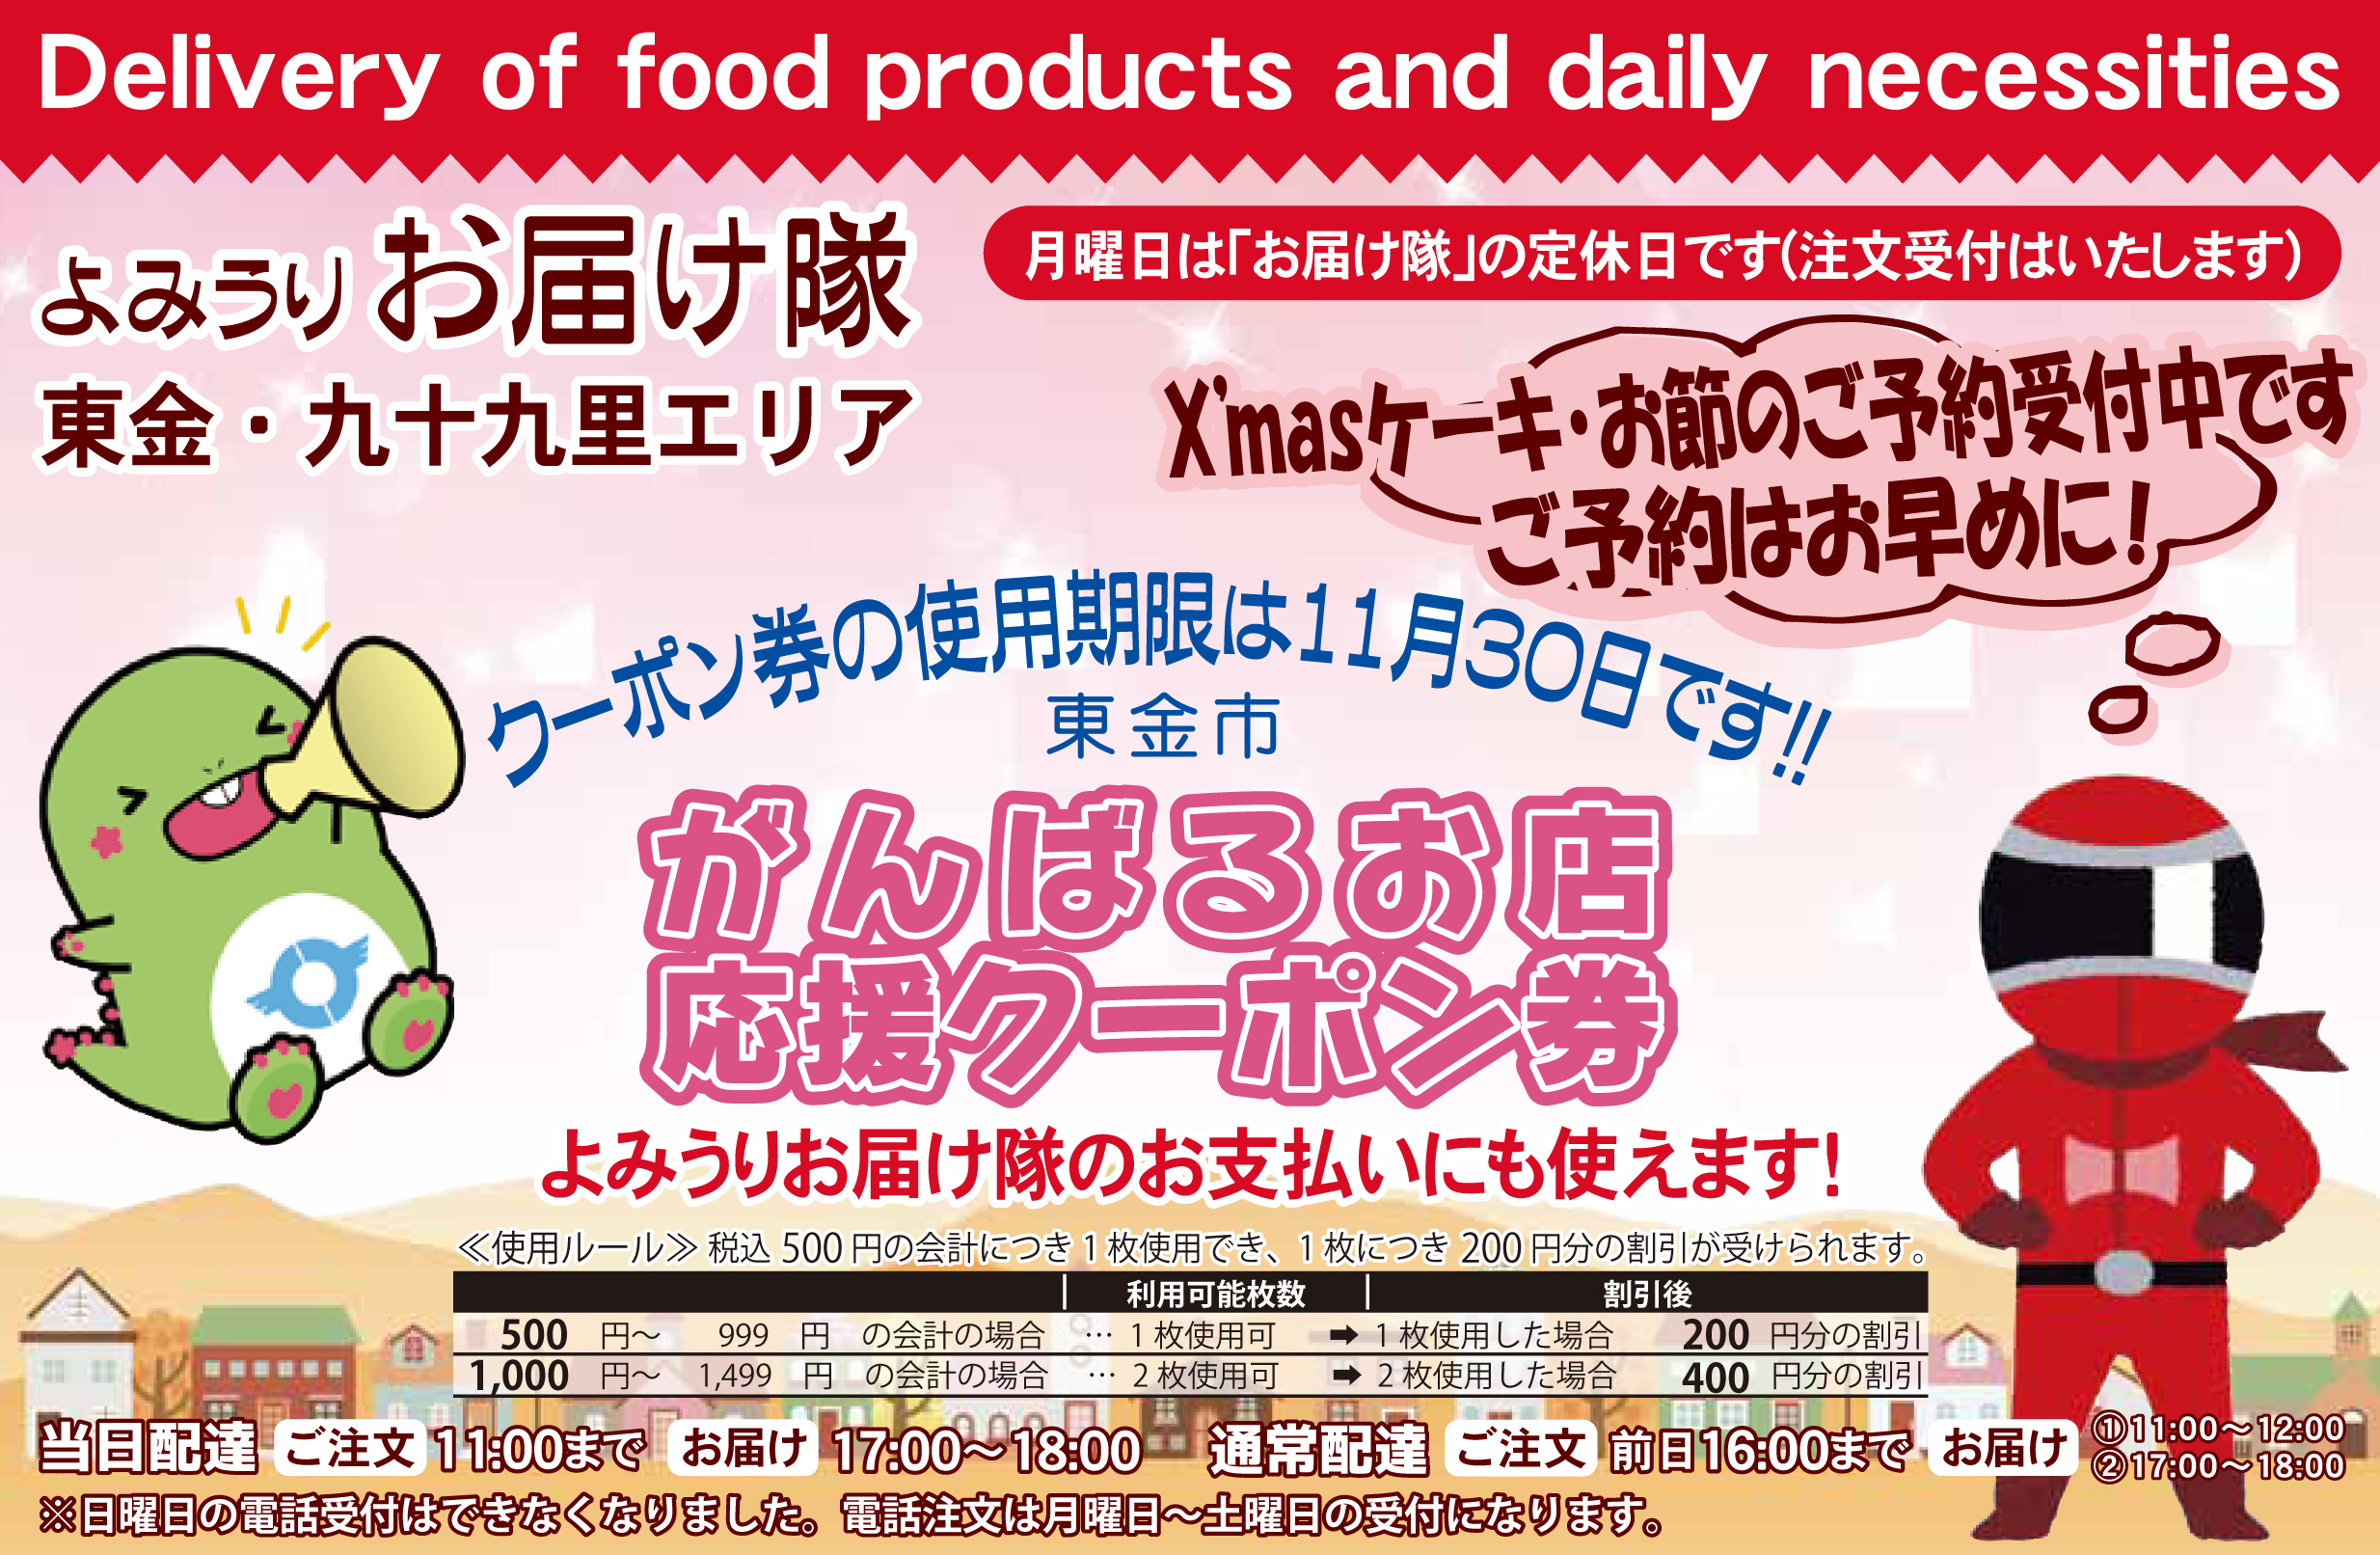 Delivery of food products and daily necessities
よみうりお届け隊
東金・九十九里エリア
月曜日は「お届け隊」の定休日です(注文受付はいたします)
X'masケーキ・お節のご予約受付中です
ご予約はお早めに!
クーポン券の使用期限は11月30日です!!
東金市
がんばるお店
応援クーポン券
よみうりお届け隊のお支払いにも使えます!
≪使用ルール≫ 税込 500 円の会計につき 1 枚使用でき、1 枚につき 200 円分の割引が受けられます。
利用可能枚数 割引後
500 円～ 999 円 の会計の場合 … 1 枚使用可 ➡ 1 枚使用した場合 200 円分の割引
1,000 円～ 1,499 円 の会計の場合 … 2 枚使用可 ➡ 2 枚使用した場合 400 円分の割引
当日配達 ご注文 11:00まで お届け 17:00～18:00 通常配達 ご注文 前日16:00まで お届け ①11:00～12:00
②17:00～18:00
※日曜日の電話受付はできなくなりました。電話注文は月曜日～土曜日の受付になります。